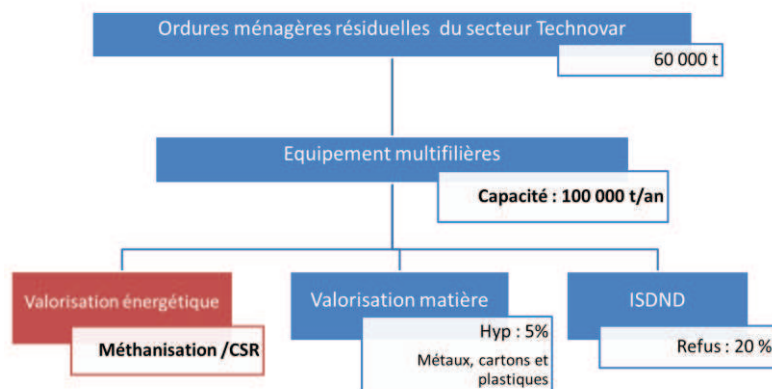 Ordures ménagères résiduelles du secteur Technovar
60 000 t
Equipement multifilières
Capacité : 100 000 t/an
Valorisation énergétique
Méthanisation /CSR
Valorisation matière
Hyp : 5%
Métaux, cartons et
plastiques
ISDND
Refus : 20 %